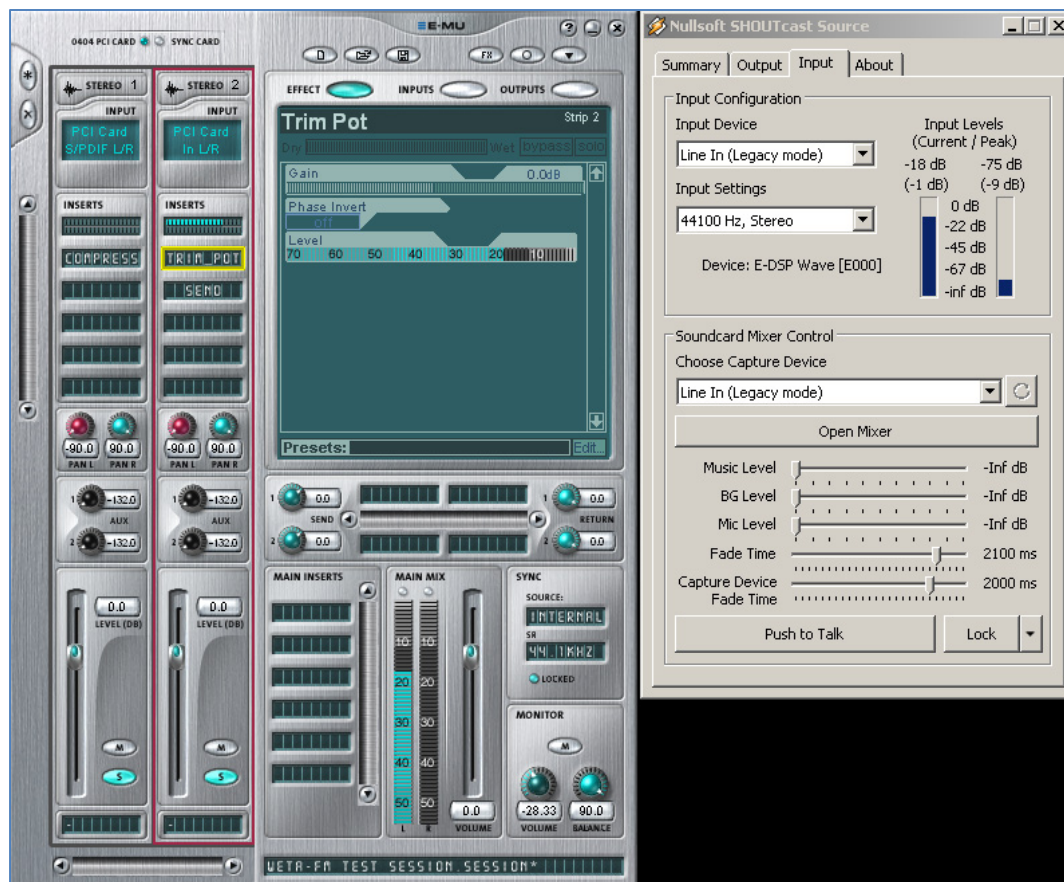 E-MU
0404 PCI CARD SYNC CARD
FX
STEREO 1
INPUT
PCI Card
S/PDIF L/R
INSERTS
COMPRESS
-90.0 90.0
PAN L PAN R
1 -132.0
AUX
2 -132.0
0.0
LEVEL (DB)
M
S
STEREO 2
INPUT
PCI Card
In L/R
INSERTS
TRIM_POT
SEND
-90.0 90.0
PAN L PAN R
1 -132.0
AUX
2 -132.0
0.0
LEVEL (DB)
M
S
EFFECT INPUTS OUTPUTS
Trim Pot Strip 2
Dry Wet bypass solo
Gain 0.0dB
Phase Invert
off
Level
70 60 50 40 30 20 10
Presets: Edit...
1 0.0 1 0.0
SEND RETURN
2 0.0 2 0.0
MAIN INSERTS
MAIN MIX
10 10
20 20
30 30
40 40
50 50
L R
0.0
VOLUME
SYNC
SOURCE:
INTERNAL
SR
44.1KHZ
LOCKED
MONITOR
M
-28.33 90.0
VOLUME BALANCE
WETA-FM TEST SESSION.SESSION*
Nullsoft SHOUTcast Source
Summary Output Input About
Input Configuration
Input Device
Line In (Legacy mode)
Input Settings
44100 Hz, Stereo
Device: E-DSP Wave [E000]
Input Levels
(Current / Peak)
-18 dB -75 dB
(-1 dB) (-9 dB)
0 dB
-22 dB
-45 dB
-67 dB
-inf dB
Soundcard Mixer Control
Choose Capture Device
Line In (Legacy mode)
Open Mixer
Music Level -Inf dB
BG Level -Inf dB
Mic Level -Inf dB
Fade Time 2100 ms
Capture Device
Fade Time 2000 ms
Push to Talk Lock